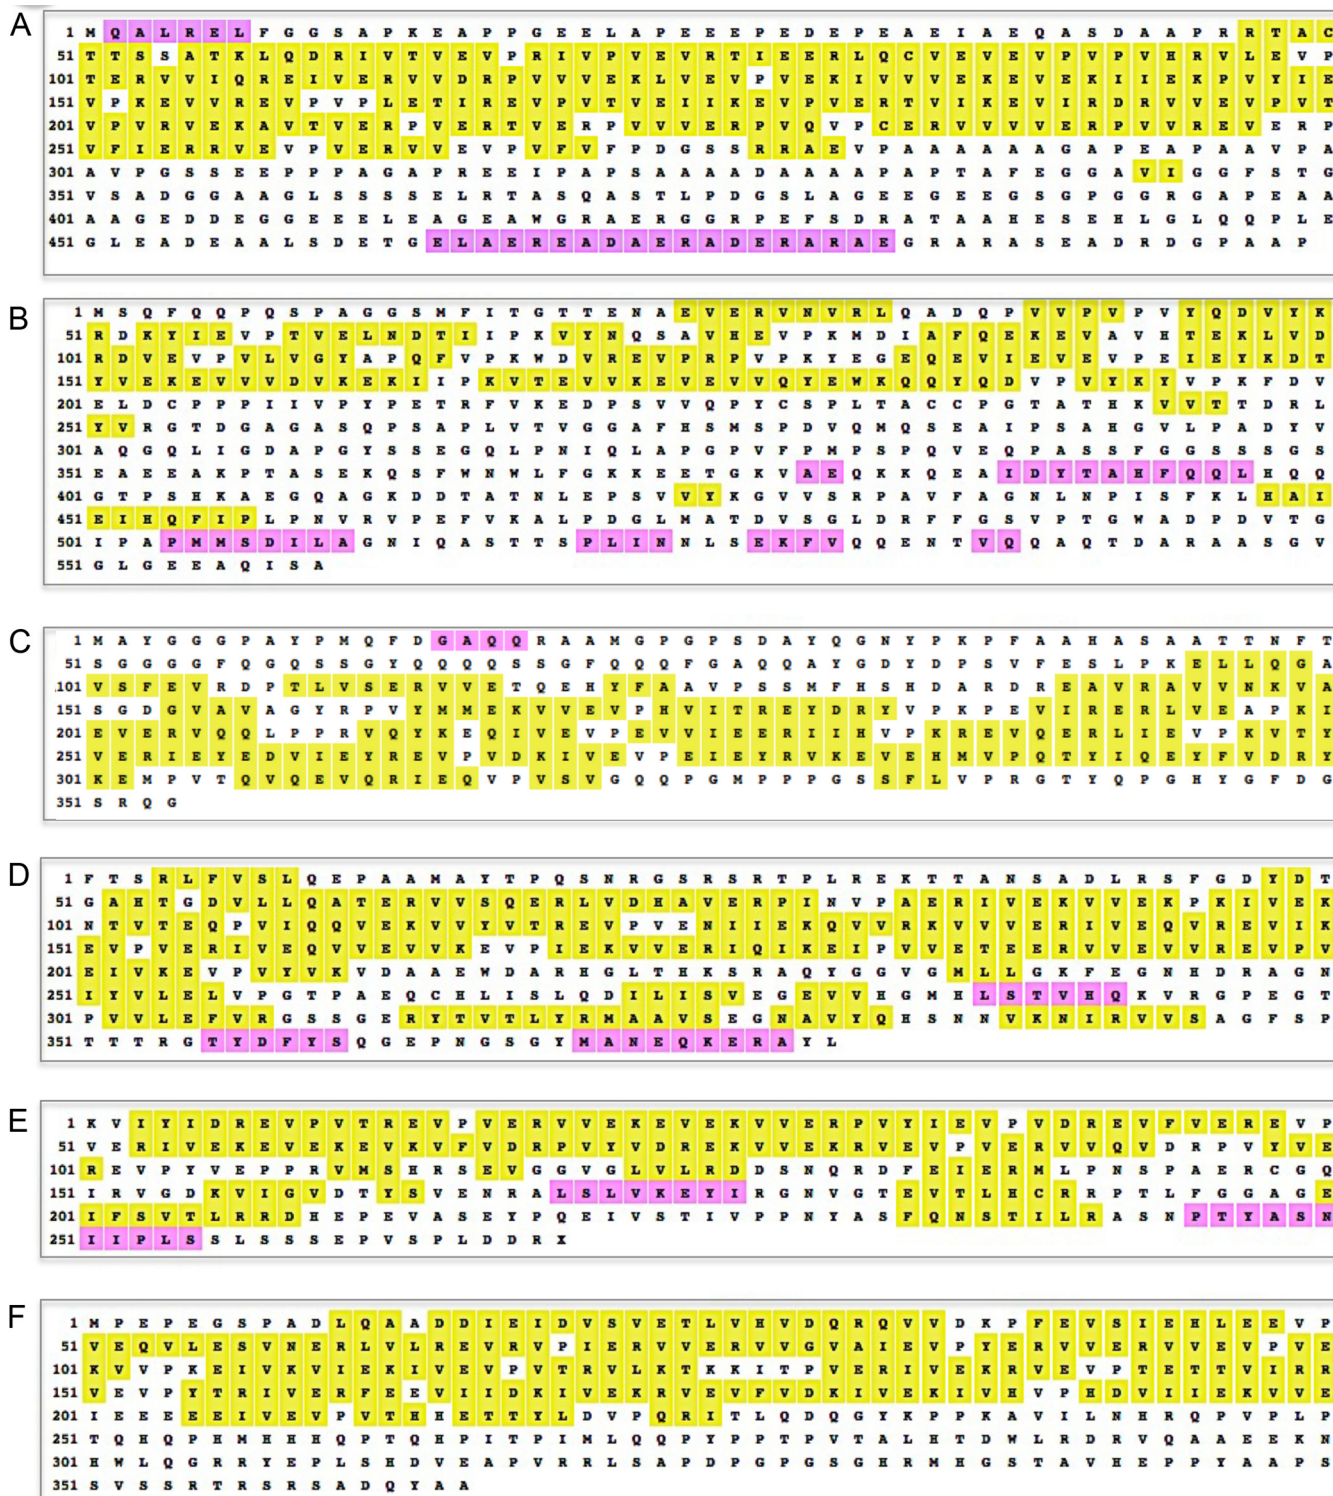 A
1 M Q A L R E L F G G S A P K E A P P G E E L A P E E E P E D E P E A E I A E Q A S D A A P R R T A C
51 T T S S A T K L Q D R I V T V E V P R I V P V E V R T I E E R L Q C V E V E V P V P V H R V L E V P
101 T E R V V I Q R E I V E R V V D R P V V V E K L V E V P V E K I V V V E K E V E K I I E K P V Y I E
151 V P K E V V R E V P V P L E T I R E V P V T V E I I K E V P V E R T V I K E V I R D R V V E V P V T
201 V P V R V E K A V T V E R P V E R T V E R P V V V E R P V Q V P C E R V V V V E R P V V R E V E R P
251 V F I E R R V E V P V E R V V E V P V F V F P D G S S R R A E V P A A A A A A G A P E A P A A V P A
301 A V P G S S E E P P P A G A P R E E I P A P S A A A A D A A A A P A P T A F E G G A V I G G F S T G
351 V S A D G G A A G L S S S S E L R T A S Q A S T L P D G S L A G E E G E E G S G P G G R G A P E A A
401 A A G E D D E G G E E E L E A G E A W G R A E R G G R P E F S D R A T A A H E S E H L G L Q Q P L E
451 G L E A D E A A L S D E T G E L A E R E A D A E R A D E R A R A E G R A R A S E A D R D G P A A P
B
1 M S Q F Q Q P Q S P A G G S M F I T G T T E N A E V E R V N V R L Q A D Q P V V P V P V Y Q D V Y K
51 R D K Y I E V P T V E L N D T I I P K V Y N Q S A V H E V P K M D I A F Q E K E V A V H T E K L V D
101 R D V E V P V L V G Y A P Q F V P K W D V R E V P R P V P K Y E G E Q E V I E V E V P E I E Y K D T
151 Y V E K E V V V D V K E K I I P K V T E V V K E V E V V Q Y E W K Q Q Y Q D V P V Y K Y V P K F D V
201 E L D C P P P I I V P Y P E T R F V K E D P S V V Q P Y C S P L T A C C P G T A T H K V V T T D R L
251 Y V R G T D G A G A S Q P S A P L V T V G G A F H S M S P D V Q M Q S E A I P S A H G V L P A D Y V
301 A Q G Q L I G D A P G Y S S E G Q L P N I Q L A P G P V F P M P S P Q V E Q P A S S F G G S S S G S
351 E A E E A K P T A S E K Q S F W N W L F G K K E E T G K V A E Q K K Q E A I D Y T A H F Q Q L H Q Q
401 G T P S H K A E G Q A G K D D T A T N L E P S V V Y K G V V S R P A V F A G N L N P I S F K L H A I
451 E I H Q F I P L P N V R V P E F V K A L P D G L M A T D V S G L D R F F G S V P T G W A D P D V T G
501 I P A P M M S D I L A G N I Q A S T T S P L I N N L S E K F V Q Q E N T V Q Q A Q T D A R A A S G V
551 G L G E E A Q I S A
C
1 M A Y G G G P A Y P M Q F D G A Q Q R A A M G P G P S D A Y Q G N Y P K P F A A H A S A A T T N F T
51 S G G G G F Q G Q S S G Y Q Q Q Q S S G F Q Q Q F G A Q Q A Y G D Y D P S V F E S L P K E L L Q G A
101 V S F E V R D P T L V S E R V V E T Q E H Y F A A V P S S M F H S H D A R D R E A V R A V V N K V A
151 S G D G V A V A G Y R P V Y M M E K V V E V P H V I T R E Y D R Y V P K P E V I R E R L V E A P K I
201 E V E R V Q Q L P P R V Q Y K E Q I V E V P E V V I E E R I I H V P K R E V Q E R L I E V P K V T Y
251 V E R I E Y E D V I E Y R E V P V D K I V E V P E I E Y R V K E V E H M V P Q T Y I Q E Y F V D R Y
301 K E M P V T Q V Q E V Q R I E Q V P V S V G Q Q P G M P P P G S S F L V P R G T Y Q P G H Y G F D G
351 S R Q G
D
1 F T S R L F V S L Q E P A A M A Y T P Q S N R G S R S R T P L R E K T T A N S A D L R S F G D Y D T
51 G A H T G D V L L Q A T E R V V S Q E R L V D H A V E R P I N V P A E R I V E K V V E K P K I V E K
101 N T V T E Q P V I Q Q V E K V V Y V T R E V P V E N I I E K Q V V R K V V V E R I V E Q V R E V I K
151 E V P V E R I V E Q V V E V V K E V P I E K V V E R I Q I K E I P V V E T E E R V V E V V R E V P V
201 E I V K E V P V Y V K V D A A E W D A R H G L T H K S R A Q Y G G V G M L L G K F E G N H D R A G N
251 I Y V L E L V P G T P A E Q C H L I S L Q D I L I S V E G E V V H G M H L S T V H Q K V R G P E G T
301 P V V L E F V R G S S G E R Y T V T L Y R M A A V S E G N A V Y Q H S N N V K N I R V V S A G F S P
351 T T T R G T Y D F Y S Q G E P N G S G Y M A N E Q K E R A Y L
E
1 K V I Y I D R E V P V T R E V P V E R V V E K E V E K V V E R P V Y I E V P V D R E V F V E R E V P
51 V E R I V E K E V E K E V K V F V D R P V Y V D R E K V V E K R V E V P V E R V V Q V D R P V Y V E
101 R E V P Y V E P P R V M S H R S E V G G V G L V L R D D S N Q R D F E I E R M L P N S P A E R C G Q
151 I R V G D K V I G V D T Y S V E N R A L S L V K E Y I R G N V G T E V T L H C R R P T L F G G A G E
201 I F S V T L R R D H E P E V A S E Y P Q E I V S T I V P P N Y A S F Q N S T I L R A S N P T Y A S N
251 I I P L S S L S S S E P V S P L D D R X
F
1 M P E P E G S P A D L Q A A D D I E I D V S V E T L V H V D Q R Q V V D K P F E V S I E H L E E V P
51 V E Q V L E S V N E R L V L R E V R V P I E R V V E R V V G V A I E V P Y E R V V E R V V E V P V E
101 K V V P K E I V K V I E K I V E V P V T R V L K T K K I T P V E R I V E K R V E V P T E T T V I R R
151 V E V P Y T R I V E R F E E V I I D K I V E K R V E V F V D K I V E K I V H V P H D V I I E K V V E
201 I E E E E E I V E V P V T H H E T T Y L D V P Q R I T L Q D Q G Y K P P K A V I L N H R Q P V P L P
251 T Q H Q P H M H H H Q P T Q H P I T P I M L Q Q P Y P P T P V T A L H T D W L R D R V Q A A E E K N
301 H W L Q G R R Y E P L S H D V E A P V R R L S A P D P G P G S G H R M H G S T A V H E P P Y A A P S
351 S V S S R T R S R S A D Q Y A A